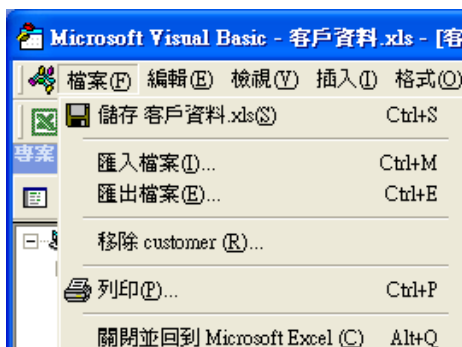 Microsoft Visual Basic - 客戶資料.xls - [客
檔案(F) 編輯(E) 檢視(V) 插入(I) 格式(O)
儲存 客戶資料.xls(S) Ctrl+S
專案
匯入檔案(I)... Ctrl+M
匯出檔案(E)... Ctrl+E
移除 customer (R)...
列印(P)... Ctrl+P
關閉並回到 Microsoft Excel (C) Alt+Q